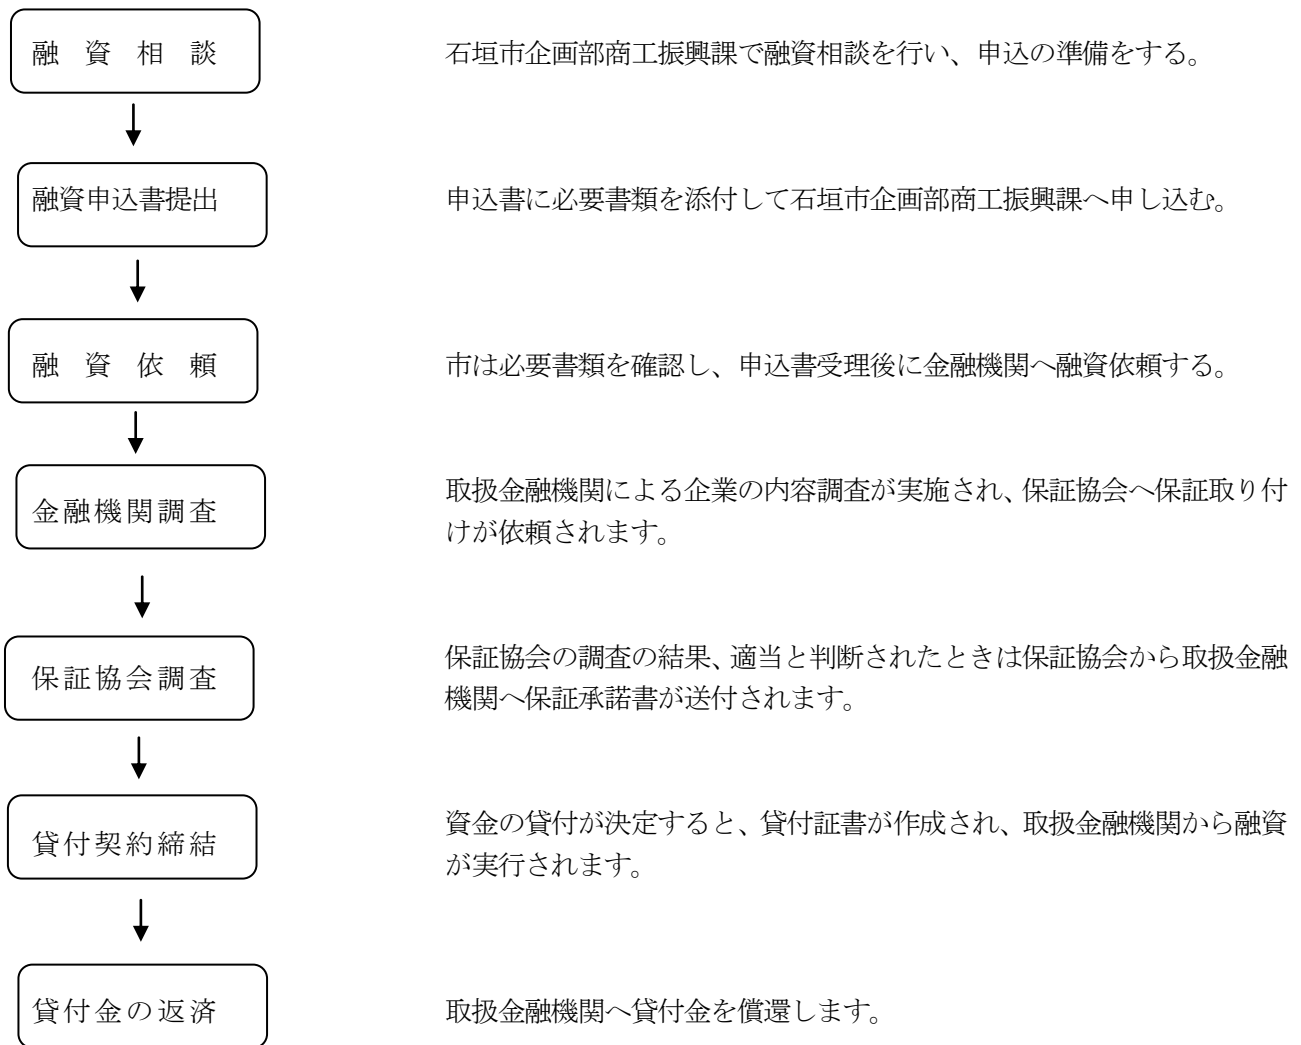 融 資 相 談
石垣市企画部商工振興課で融資相談を行い、申込の準備をする。
融資申込書提出
申込書に必要書類を添付して石垣市企画部商工振興課へ申し込む。
融 資 依 頼
市は必要書類を確認し、申込書受理後に金融機関へ融資依頼する。
金融機関調査
取扱金融機関による企業の内容調査が実施され、保証協会へ保証取り付
けが依頼されます。
保証協会調査
保証協会の調査の結果、適当と判断されたときは保証協会から取扱金融
機関へ保証承諾書が送付されます。
貸付契約締結
資金の貸付が決定すると、貸付証書が作成され、取扱金融機関から融資
が実行されます。
貸付金の返済
取扱金融機関へ貸付金を償還します。